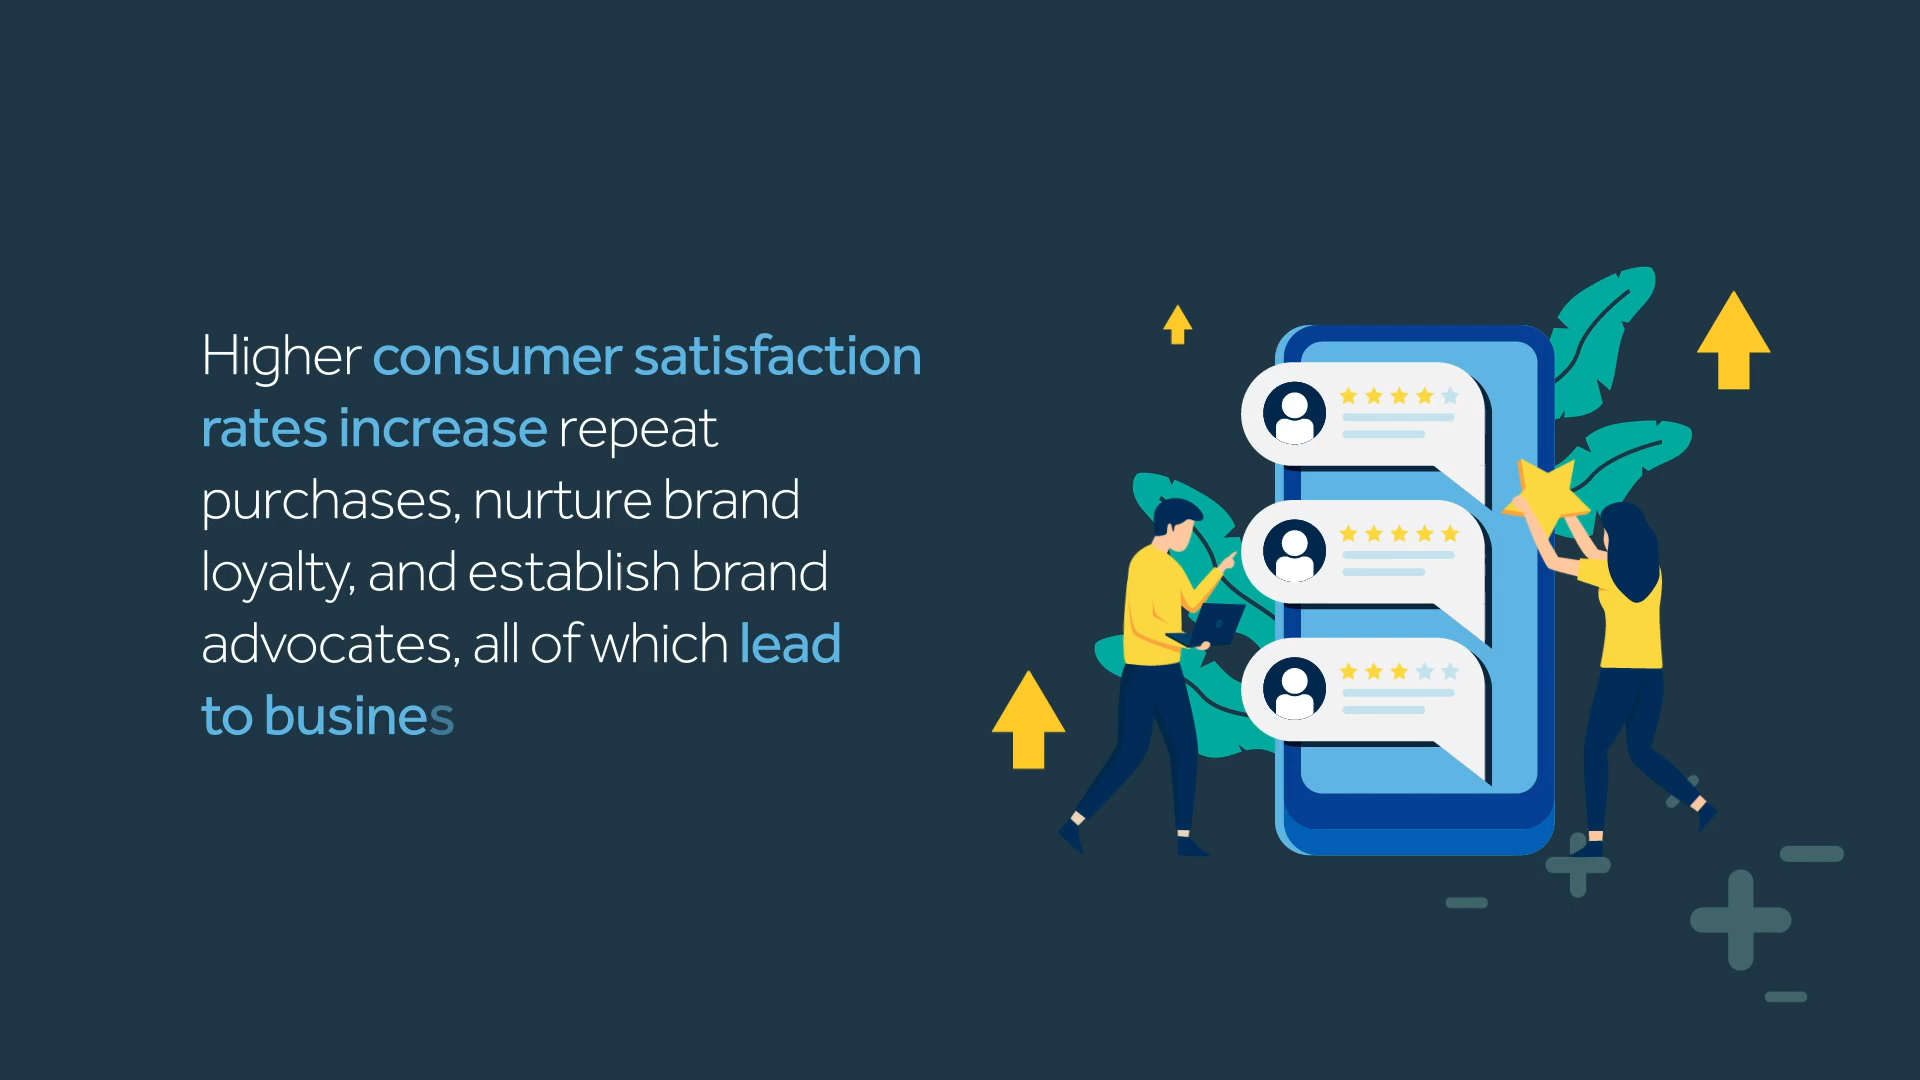 Higher consumer satisfaction
rates increase repeat
purchases, nurture brand
loyalty, and establish brand
advocates, all of which lead
to busines